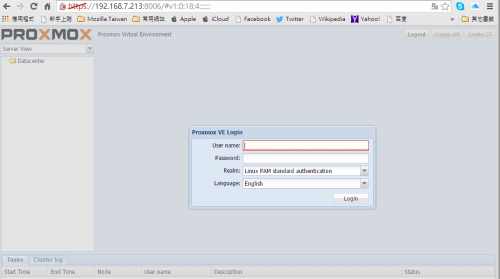 https://192.168.7.213:8006/#v1:0:18:4::::::
應用程式 新手上路 Mozilla Taiwan 常用網站 Apple iCloud Facebook Twitter Wikipedia Yahoo! 百度 » 其他書籤
PROXMOX Proxmox Virtual Environment Logout Create VM Create CT
Server View
Datacenter
Proxmox VE Login
User name:
Password:
Realm: Linux PAM standard authentication
Language: English
Login
Tasks Cluster log
Start Time End Time Node User name Description Status